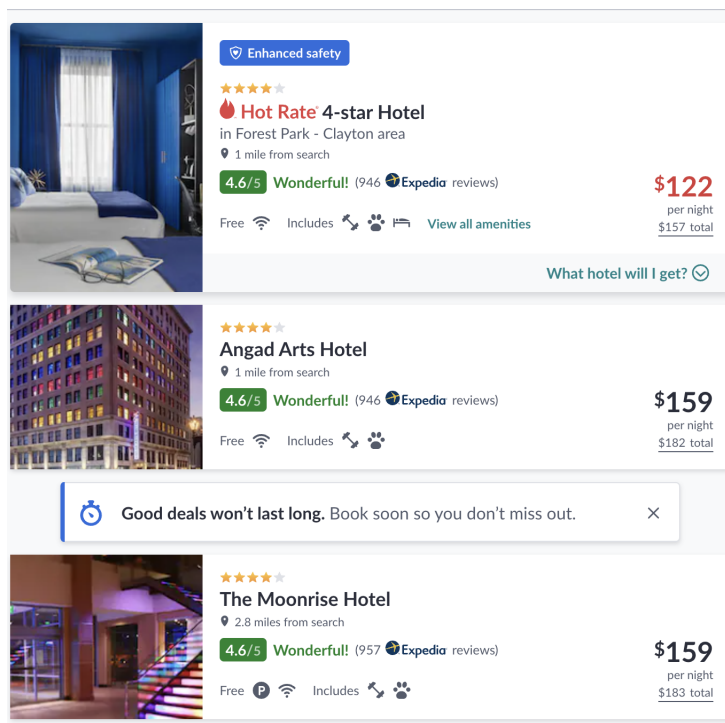 Enhanced safety
Hot Rate® 4-star Hotel
in Forest Park - Clayton area
1 mile from search
4.6/5 Wonderful! (946 Expedia reviews)
$122
per night
$157 total
Free Includes View all amenities
What hotel will I get?
Angad Arts Hotel
1 mile from search
4.6/5 Wonderful! (946 Expedia reviews)
$159
per night
$182 total
Free Includes
Good deals won’t last long. Book soon so you don’t miss out.
The Moonrise Hotel
2.8 miles from search
4.6/5 Wonderful! (957 Expedia reviews)
$159
per night
$183 total
Free P Includes